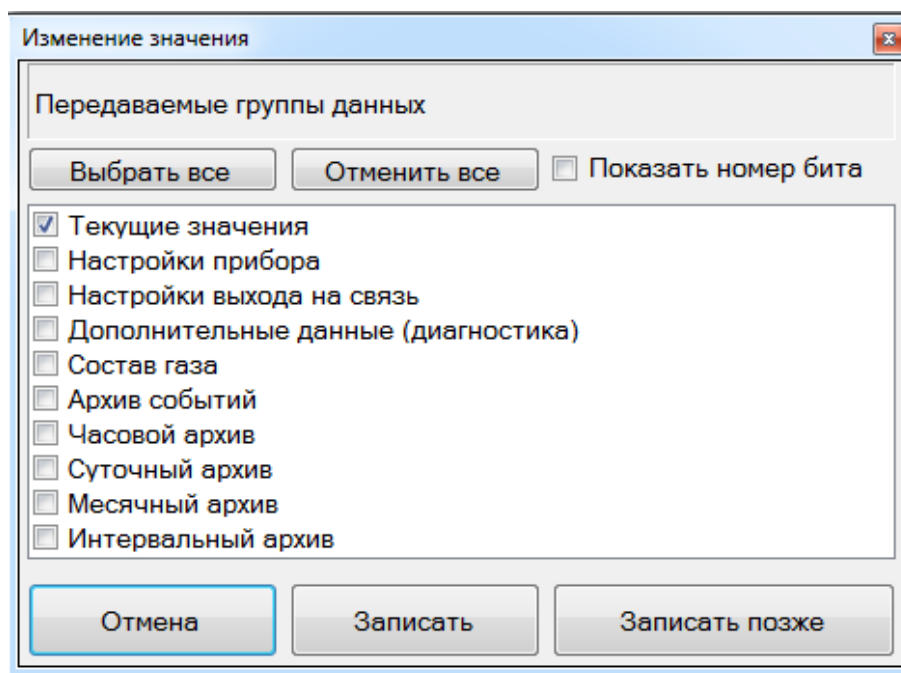 Изменение значения
Передаваемые группы данных
Выбрать все Отменить все Показать номер бита
Текущие значения
Настройки прибора
Настройки выхода на связь
Дополнительные данные (диагностика)
Состав газа
Архив событий
Часовой архив
Суточный архив
Месячный архив
Интервальный архив
Отмена Записать Записать позже